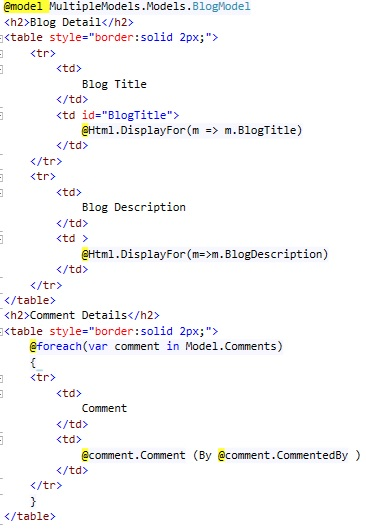 @model MultipleModels.Models.BlogModel
<h2>Blog Detail</h2>
<table style="border:solid 2px;">
    <tr>
        <td>
            Blog Title
        </td>
        <td id="BlogTitle">
            @Html.DisplayFor(m => m.BlogTitle)
        </td>
    </tr>
    <tr>
        <td>
            Blog Description
        </td>
        <td >
            @Html.DisplayFor(m=>m.BlogDescription)
        </td>
    </tr>
</table>
<h2>Comment Details</h2>
<table style="border:solid 2px;">
    @foreach(var comment in Model.Comments)
    {
    <tr>
        <td>
            Comment
        </td>
        <td>
            @comment.Comment (By @comment.CommentedBy )
        </td>
    </tr>
    }
</table>